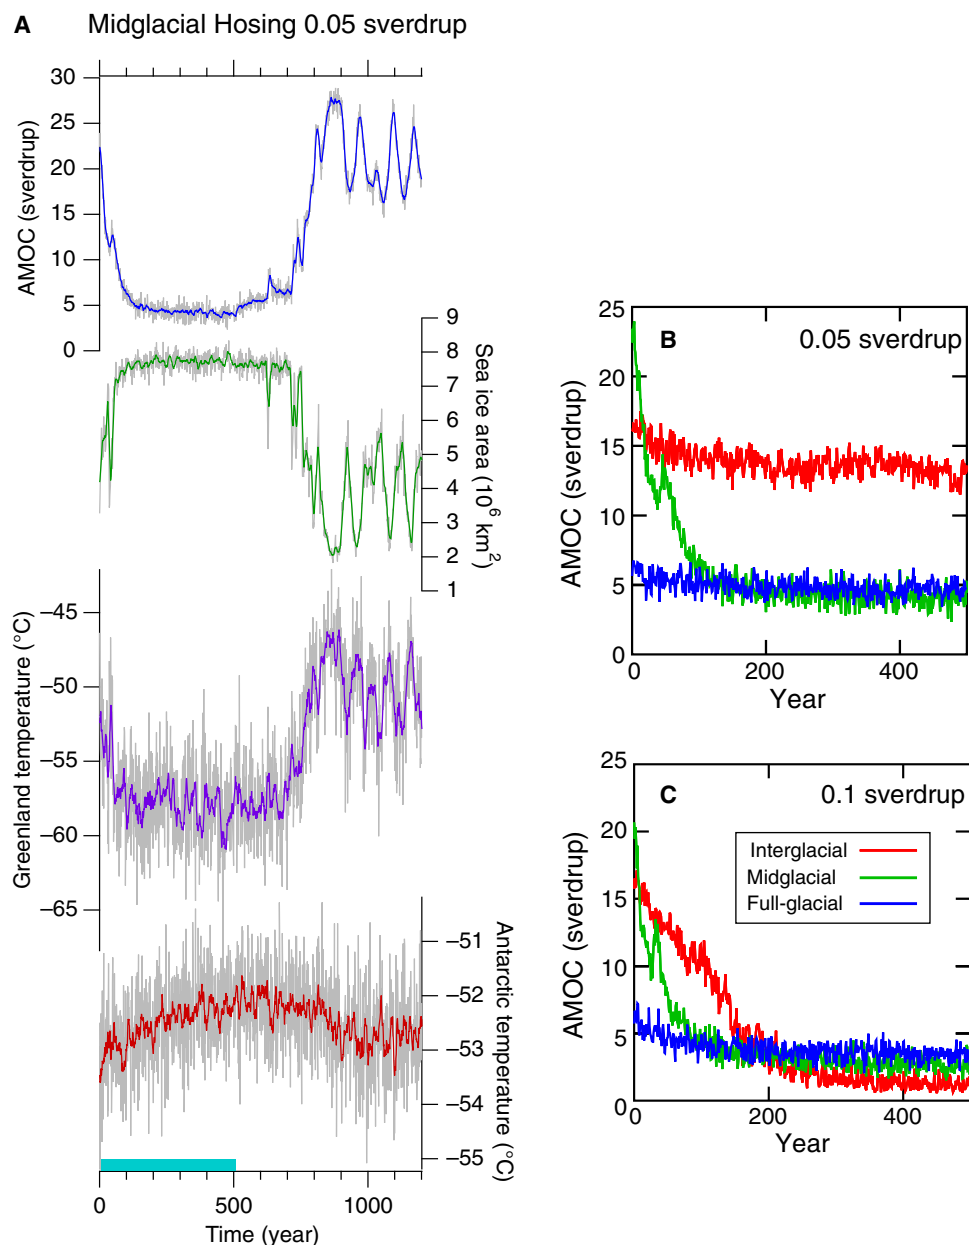 A Midglacial Hosing 0.05 sverdrup
30
25
20
15
10
5
0
AMOC (sverdrup)
9
8
7
6
5
4
3
2
1
Sea ice area (10⁶ km²)
−45
−50
−55
−60
−65
Greenland temperature (°C)
−51
−52
−53
−54
−55
Antarctic temperature (°C)
0 500 1000
Time (year)
B 0.05 sverdrup
25
20
15
10
5
0
AMOC (sverdrup)
0 200 400
Year
C 0.1 sverdrup
25
20
15
10
5
0
AMOC (sverdrup)
Interglacial
Midglacial
Full-glacial
0 200 400
Year